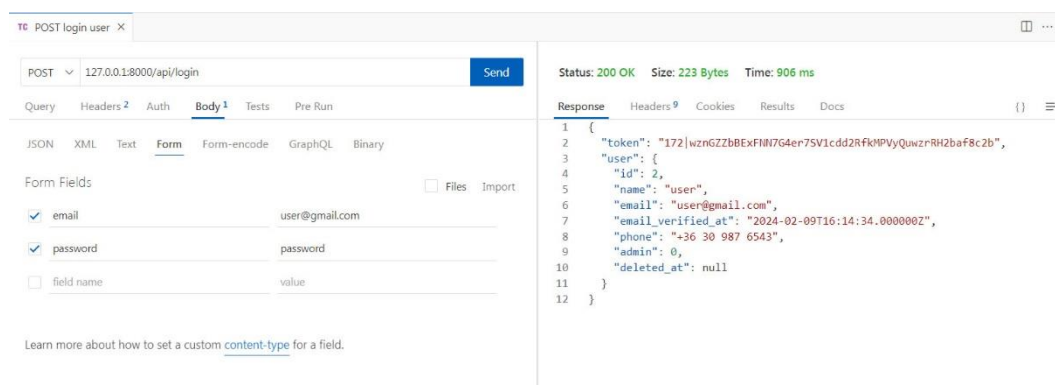 TC POST login user ×
POST 127.0.0.1:8000/api/login Send
Query Headers 2 Auth Body 1 Tests Pre Run
JSON XML Text Form Form-encode GraphQL Binary
Form Fields Files Import
email user@gmail.com
password password
field name value
Learn more about how to set a custom content-type for a field.
Status: 200 OK Size: 223 Bytes Time: 906 ms
Response Headers 9 Cookies Results Docs {}
1 {
2 "token": "172|wznGZZbBExFNN7G4er7SV1cdd2RfkMPVyQuwzrRH2baf8c2b",
3 "user": {
4 "id": 2,
5 "name": "user",
6 "email": "user@gmail.com",
7 "email_verified_at": "2024-02-09T16:14:34.000000Z",
8 "phone": "+36 30 987 6543",
9 "admin": 0,
10 "deleted_at": null
11 }
12 }